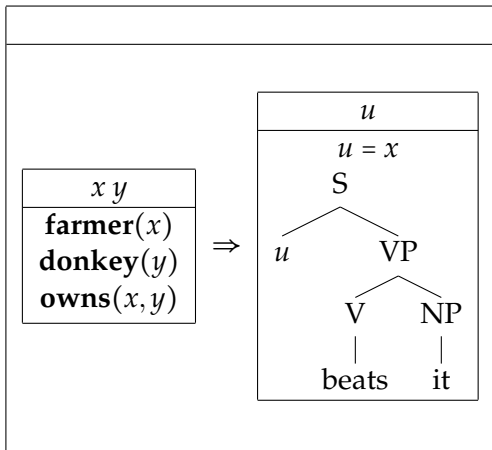 x y
farmer(x)
donkey(y)
owns(x, y)
⇒
u
u = x
S
u VP
V NP
beats it